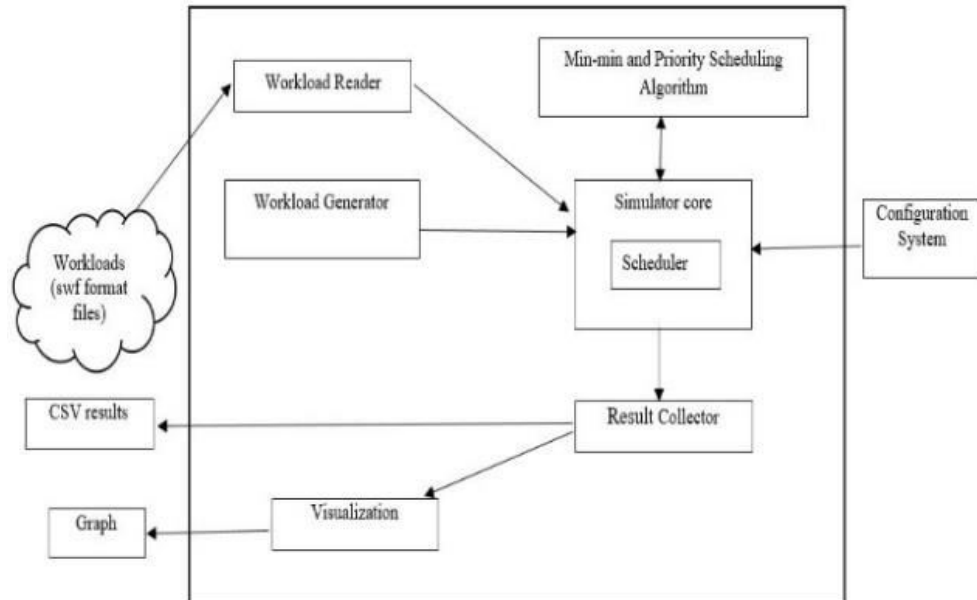 Min-min and Priority Scheduling
Algorithm
Workload Reader
Workload Generator
Simulator core
Scheduler
Configuration
System
Workloads
(swf format
files)
CSV results
Result Collector
Visualization
Graph